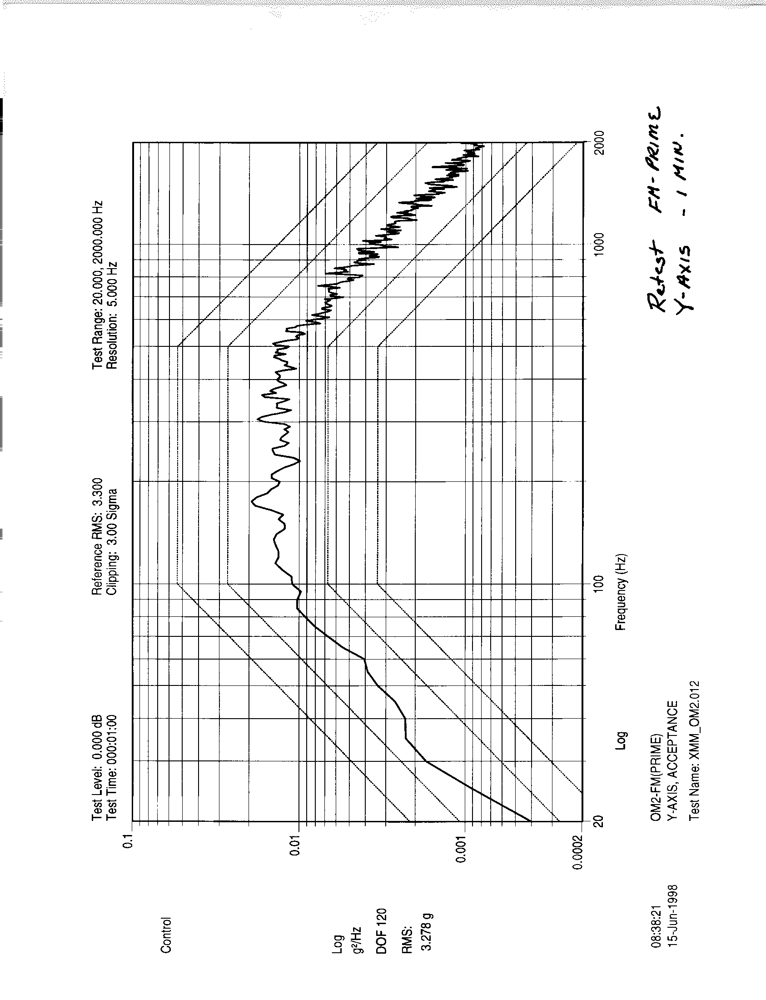 Test Level: 0.000 dB
Test Time: 000:01:00
Reference RMS: 3.300
Clipping: 3.00 Sigma
Test Range: 20.000, 2000.000 Hz
Resolution: 5.000 Hz
Control
Log
g²/Hz
DOF 120
RMS:
3.278 g
0.1
0.01
0.001
0.0002
20
100
1000
2000
Log
Frequency (Hz)
08:38:21
15-Jun-1998
OM2-FM(PRIME)
Y-AXIS, ACCEPTANCE
Test Name: XMM_OM2.012
Retest FM-PRIME
Y-AXIS - 1 MIN.